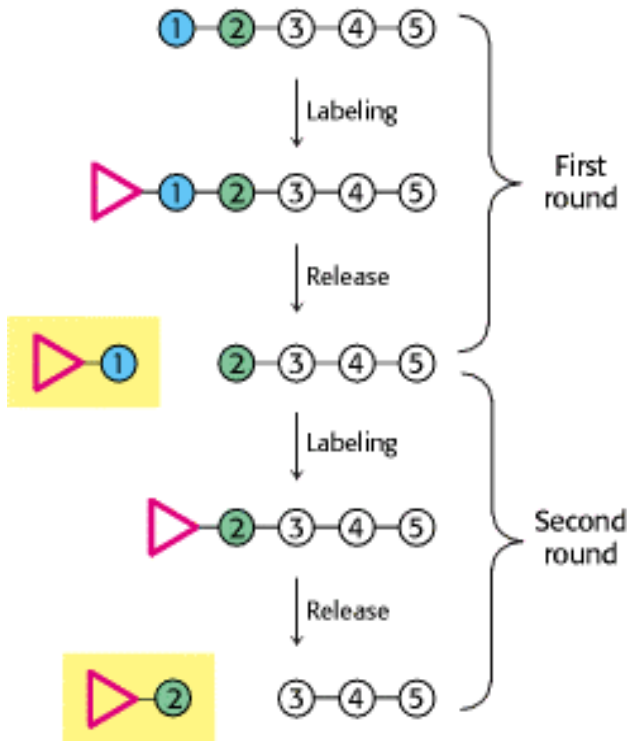 1 2 3 4 5
Labeling
1 2 3 4 5
First
round
Release
1 2 3 4 5
Labeling
2 3 4 5
Second
round
Release
2 3 4 5